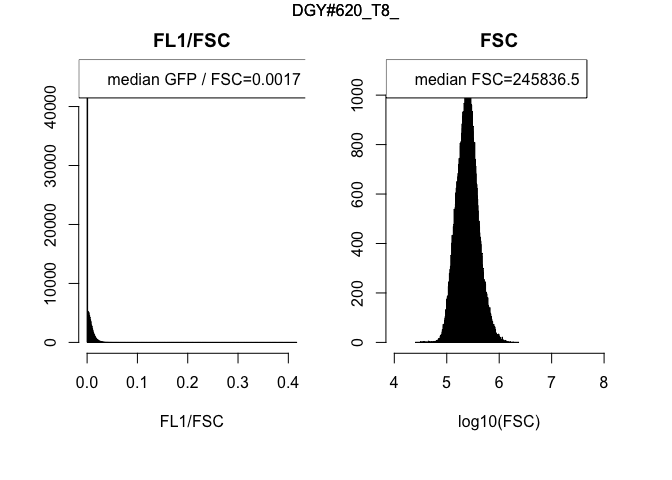 DGY#620_T8_
FL1/FSC
FSC
median GFP / FSC=0.0017
median FSC=245836.5
0
10000
20000
30000
40000
0
200
400
600
800
1000
0.0 0.1 0.2 0.3 0.4
4 5 6 7 8
FL1/FSC
log10(FSC)